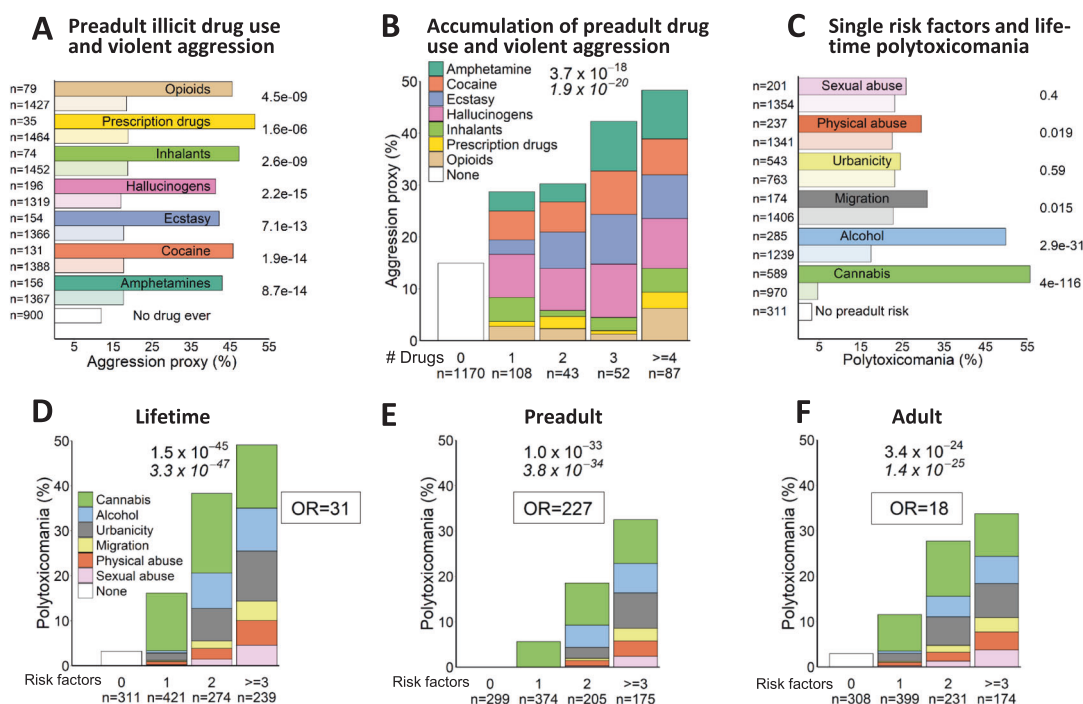 A Preadult illicit drug use
and violent aggression
n=79
Opioids
n=1427
4.5e-09
n=35
Prescription drugs
n=1464
1.6e-06
n=74
Inhalants
n=1452
2.6e-09
n=196
Hallucinogens
n=1319
2.2e-15
n=154
Ecstasy
n=1366
7.1e-13
n=131
Cocaine
n=1388
1.9e-14
n=156
Amphetamines
n=1367
8.7e-14
n=900
No drug ever
5 15 25 35 45 55
Aggression proxy (%)
B Accumulation of preadult drug
use and violent aggression
Amphetamine
Cocaine
Ecstasy
Hallucinogens
Inhalants
Prescription drugs
Opioids
None
3.7 x 10⁻¹⁸
1.9 x 10⁻²⁰
Aggression proxy (%)
50
40
30
20
10
0
# Drugs 0 1 2 3 >=4
n=1170 n=108 n=43 n=52 n=87
C Single risk factors and life-
time polytoxicomania
n=201
Sexual abuse
n=1354
0.4
n=237
Physical abuse
n=1341
0.019
n=543
Urbanicity
n=763
0.59
n=174
Migration
n=1406
0.015
n=285
Alcohol
n=1239
2.9e-31
n=589
Cannabis
n=970
4e-116
n=311
No preadult risk
5 15 25 35 45 55
Polytoxicomania (%)
D Lifetime
1.5 x 10⁻⁴⁵
3.3 x 10⁻⁴⁷
OR=31
Cannabis
Alcohol
Urbanicity
Migration
Physical abuse
Sexual abuse
None
Polytoxicomania (%)
50
40
30
20
10
0
Risk factors 0 1 2 >=3
n=311 n=421 n=274 n=239
E Preadult
1.0 x 10⁻³³
3.8 x 10⁻³⁴
OR=227
Polytoxicomania (%)
50
40
30
20
10
0
Risk factors 0 1 2 >=3
n=299 n=374 n=205 n=175
F Adult
3.4 x 10⁻²⁴
1.4 x 10⁻²⁵
OR=18
Polytoxicomania (%)
50
40
30
20
10
0
Risk factors 0 1 2 >=3
n=308 n=399 n=231 n=174